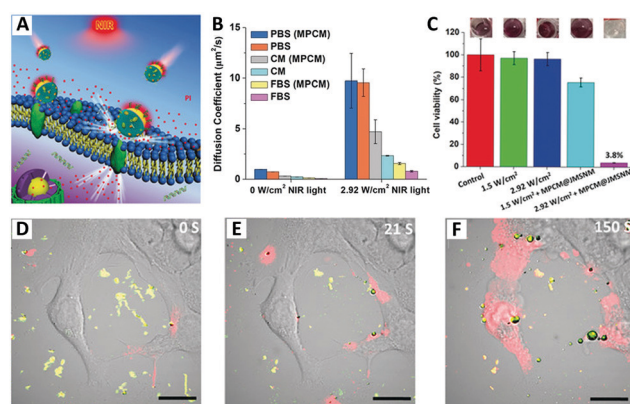 A
NIR
PI
B
Diffusion Coefficient (μm²/s)
15
10
5
0
PBS (MPCM)
PBS
CM (MPCM)
CM
FBS (MPCM)
FBS
0 W/cm² NIR light
2.92 W/cm² NIR light
C
Cell viability (%)
120
100
80
60
40
20
0
3.8%
Control
1.5 W/cm²
2.92 W/cm²
1.5 W/cm² + MPCM@JMSNM
2.92 W/cm² + MPCM@JMSNM
D
0 S
E
21 S
F
150 S